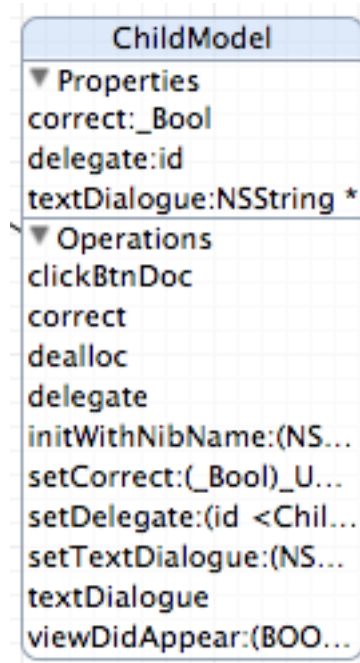 ChildModel
Properties
correct:_Bool
delegate:id
textDialogue:NSString *
Operations
clickBtnDoc
correct
dealloc
delegate
initWithNibName:(NS...
setCorrect:(_Bool)_U...
setDelegate:(id <Chil...
setTextDialogue:(NS...
textDialogue
viewDidAppear:(BOO...